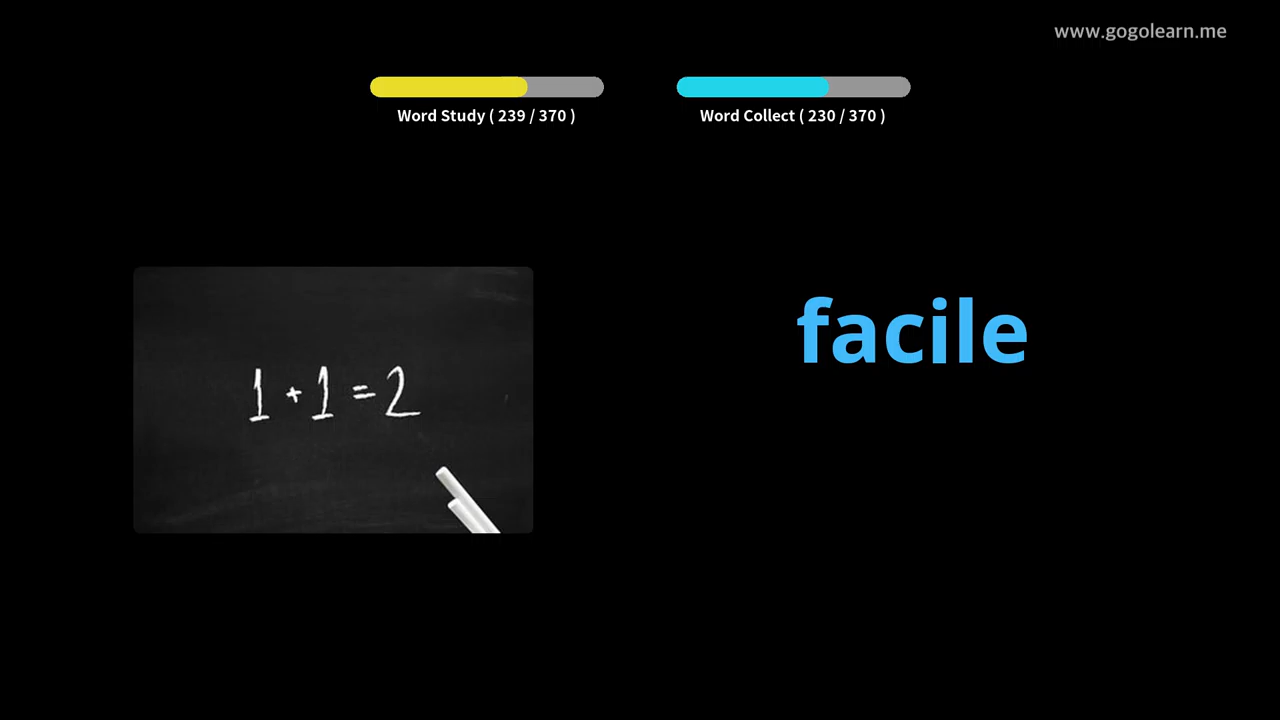 www.gogolearn.me
Word Study ( 239 / 370 )
Word Collect ( 230 / 370 )
facile
1 + 1 = 2